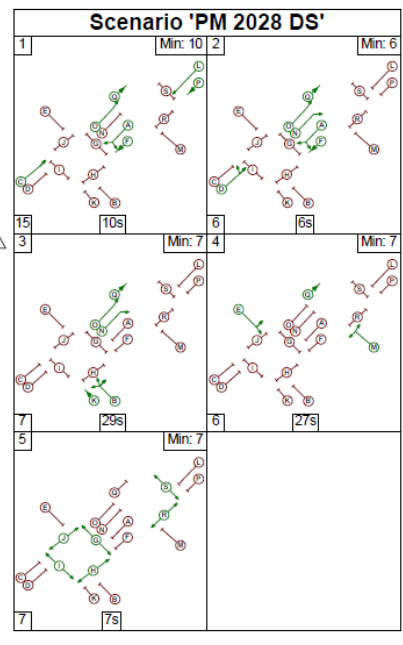 Scenario 'PM 2028 DS'
1 Min: 10
L
Q S P
E
O N A R
J G F M
C D I H
K B
15 10s
2 Min: 6
L
Q S P
E
O N A R
J G F M
C D I H
K B
6 6s
3 Min: 7
L
Q S P
E
O N A R
J G F M
C D I H
K B
7 29s
4 Min: 7
L
Q S P
E
O N A R
J G F M
C D I H
K B
6 27s
5 Min: 7
L
Q S P
E
O N A R
J G F M
C D I H
K B
7 7s